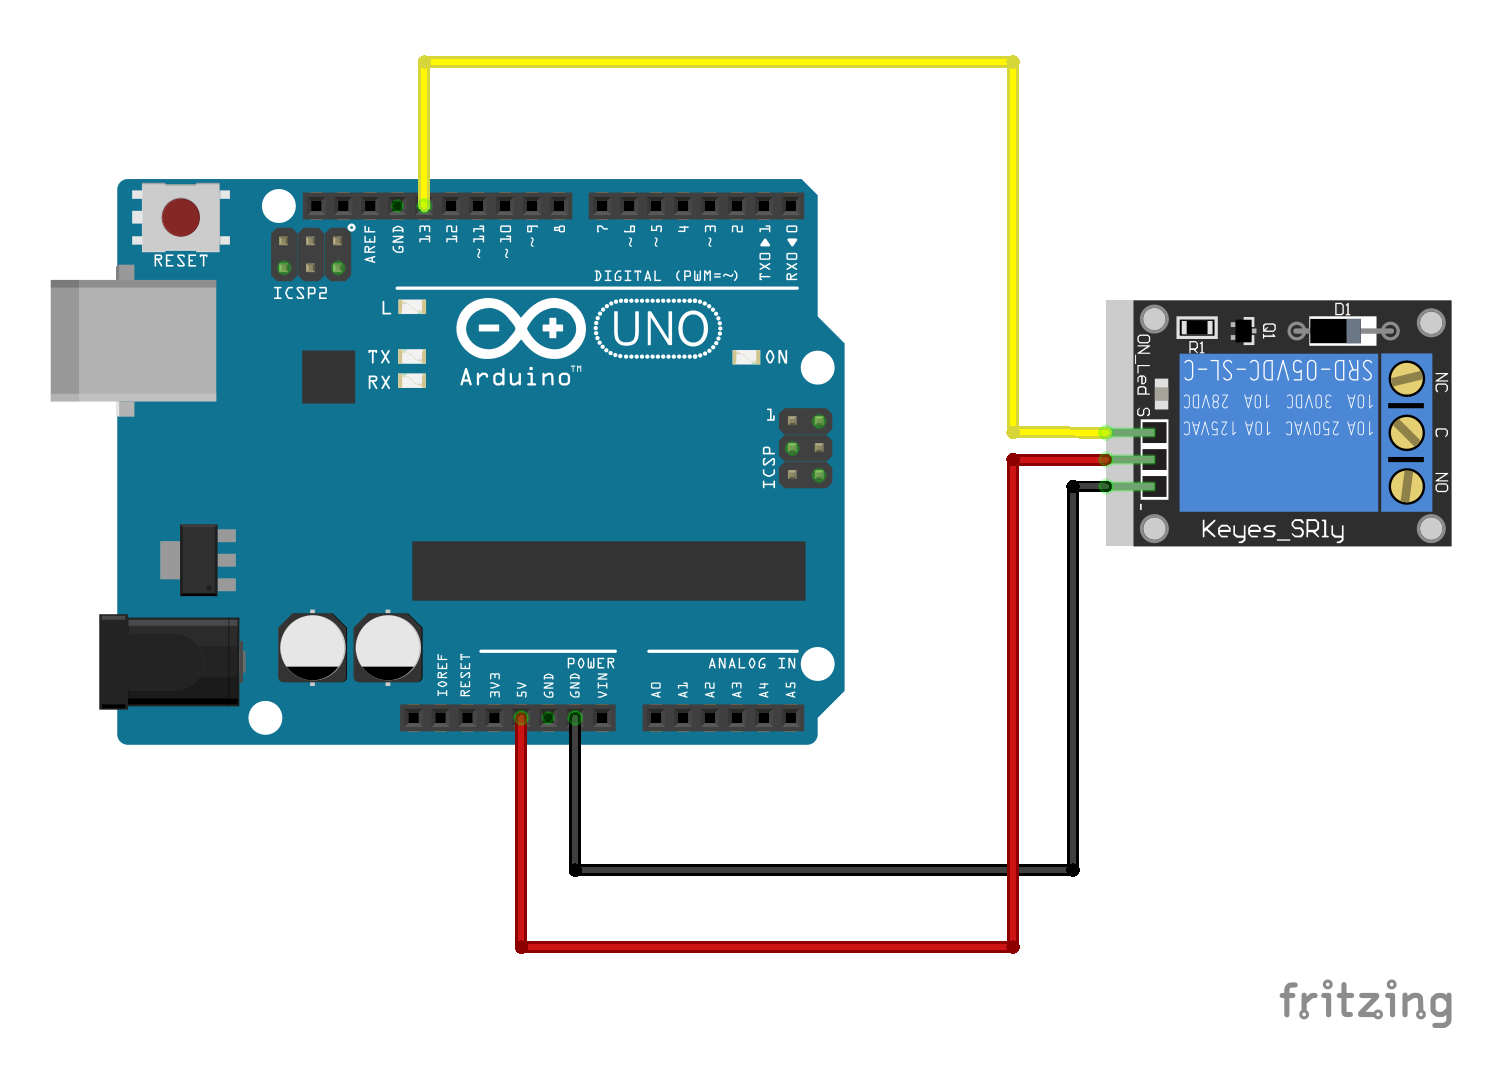 RESET
ICSP2
AREF
GND
13
12
~11
~10
~9
8
7
~6
~5
4
~3
2
TX0▶1
RX0◀0
DIGITAL (PWM=~)
L
TX
RX
UNO
ON
Arduino™
1
ICSP
IOREF
RESET
3V3
5V
GND
GND
VIN
POWER
A0
A1
A2
A3
A4
A5
ANALOG IN
D1
R1
Q1
ON_Led
S
-
SRD-05VDC-SL-C
10A 30VDC 10A 28VDC
10A 250VAC 10A 125VAC
NC
C
NO
Keyes_SR1y
fritzing